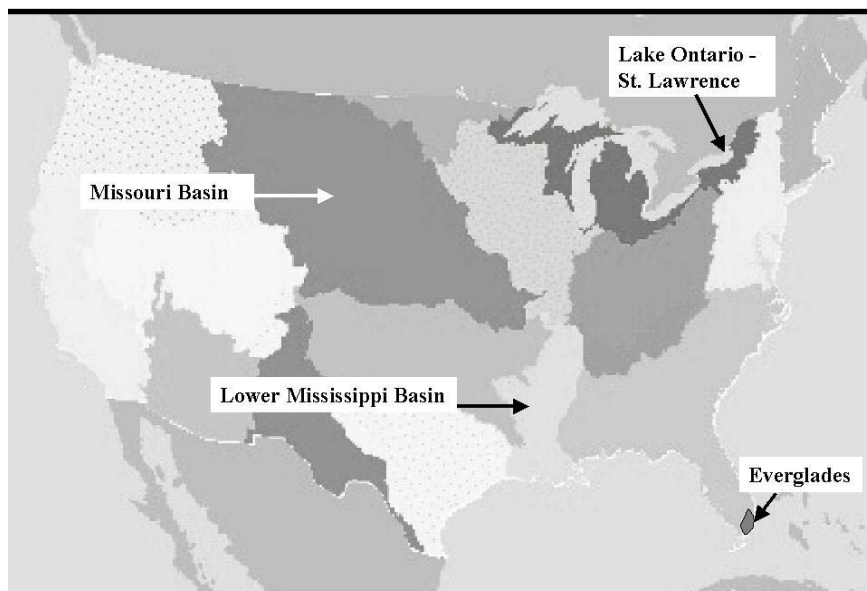 Lake Ontario -
St. Lawrence
Missouri Basin
Lower Mississippi Basin
Everglades